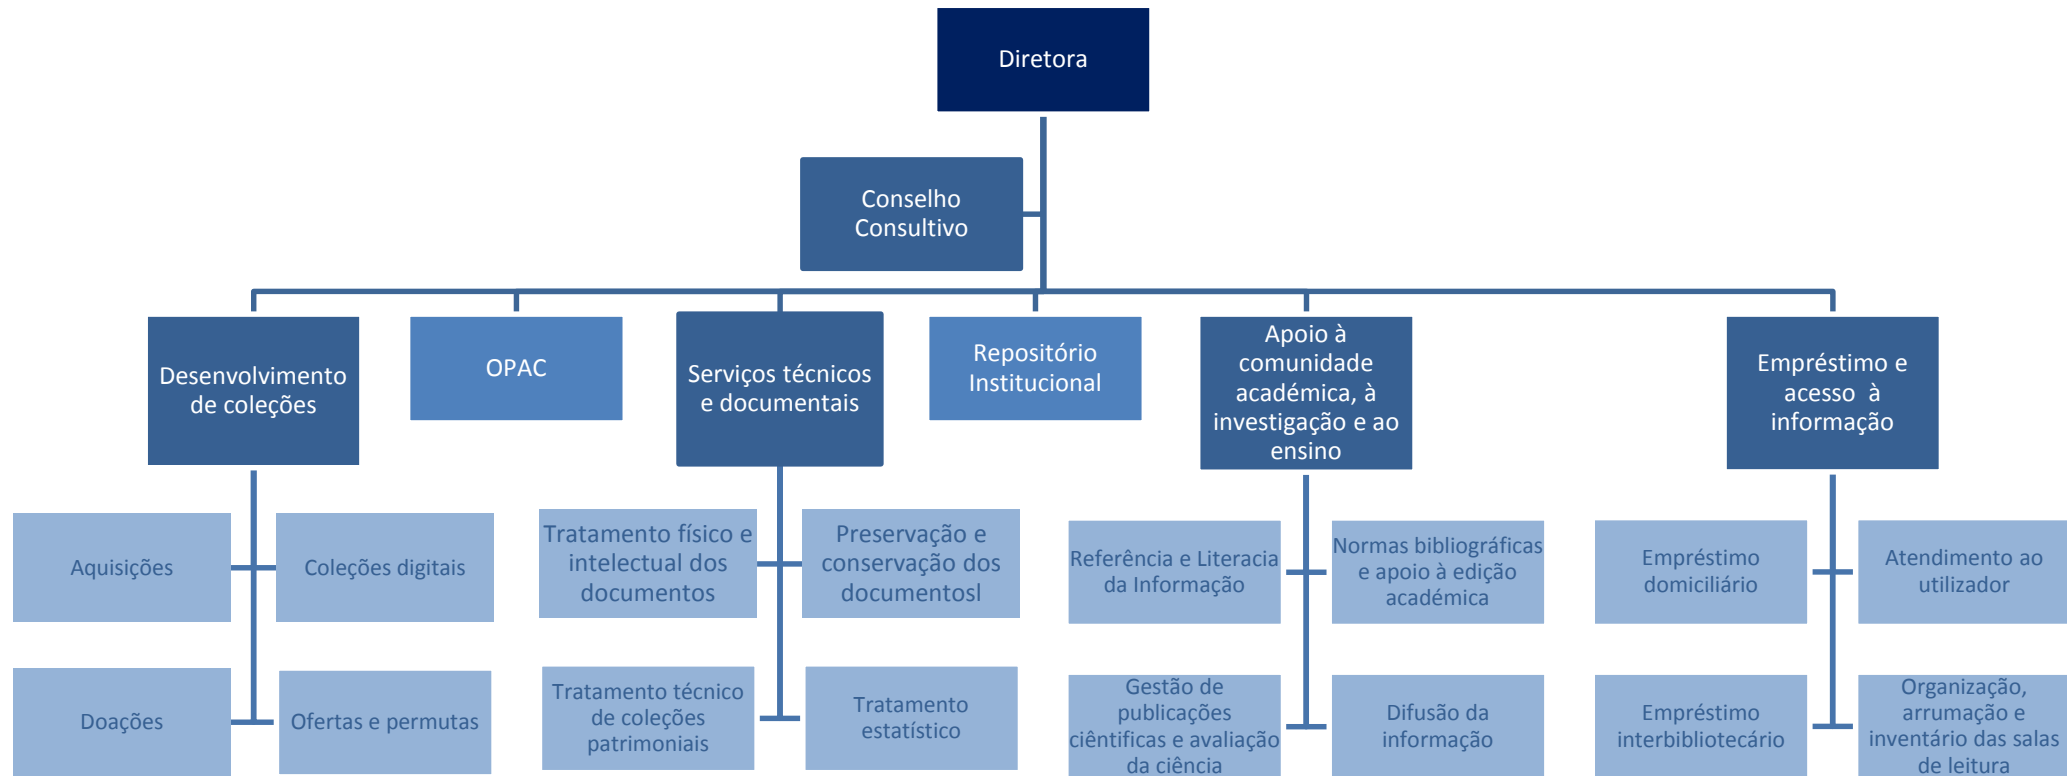 Diretora
Conselho
Consultivo
Desenvolvimento
de coleções
OPAC
Serviços técnicos
e documentais
Repositório
Institucional
Apoio à
comunidade
académica, à
investigação e ao
ensino
Empréstimo e
acesso à
informação
Aquisições
Coleções digitais
Tratamento físico e
intelectual dos
documentos
Preservação e
conservação dos
documentosl
Referência e Literacia
da Informação
Normas bibliográficas
e apoio à edição
académica
Empréstimo
domiciliário
Atendimento ao
utilizador
Doações
Ofertas e permutas
Tratamento técnico
de coleções
patrimoniais
Tratamento
estatístico
Gestão de
publicações
ciêntificas e avaliação
da ciência
Difusão da
informação
Empréstimo
interbibliotecário
Organização,
arrumação e
inventário das salas
de leitura